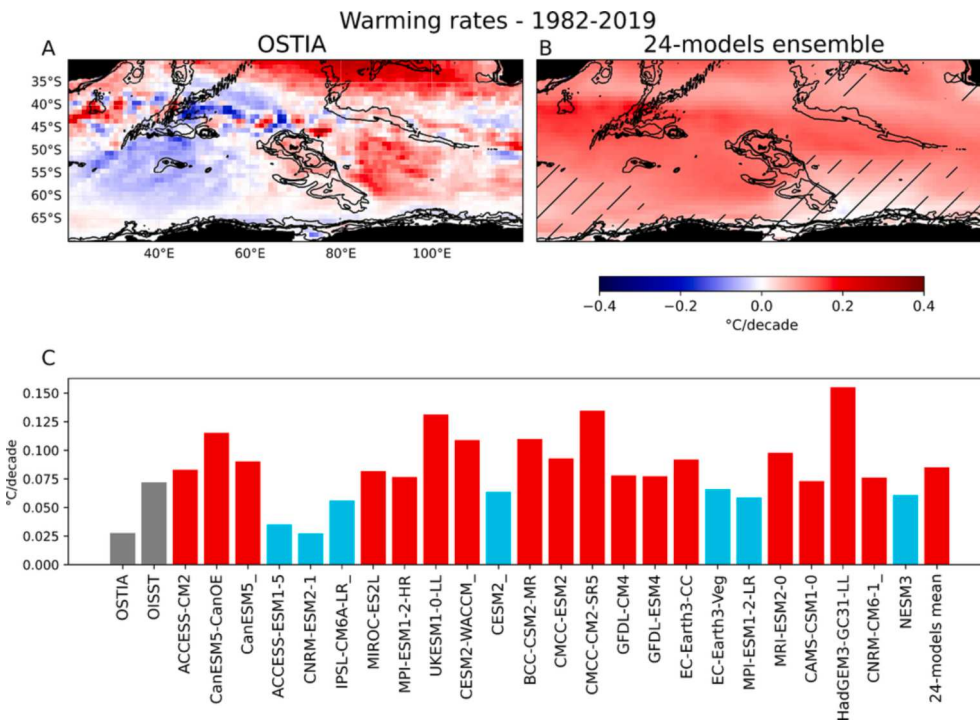 Warming rates - 1982-2019
A
OSTIA
B
24-models ensemble
35°S
40°S
45°S
50°S
55°S
60°S
65°S
40°E
60°E
80°E
100°E
−0.4
−0.2
0.0
0.2
0.4
°C/decade
C
°C/decade
0.150
0.125
0.100
0.075
0.050
0.025
0.000
OSTIA
OISST
ACCESS-CM2
CanESM5-CanOE
CanESM5_
ACCESS-ESM1-5
CNRM-ESM2-1
IPSL-CM6A-LR_
MIROC-ES2L
MPI-ESM1-2-HR
UKESM1-0-LL
CESM2-WACCM_
CESM2_
BCC-CSM2-MR
CMCC-ESM2
CMCC-CM2-SR5
GFDL-CM4
GFDL-ESM4
EC-Earth3-CC
EC-Earth3-Veg
MPI-ESM1-2-LR
MRI-ESM2-0
CAMS-CSM1-0
HadGEM3-GC31-LL
CNRM-CM6-1_
NESM3
24-models mean